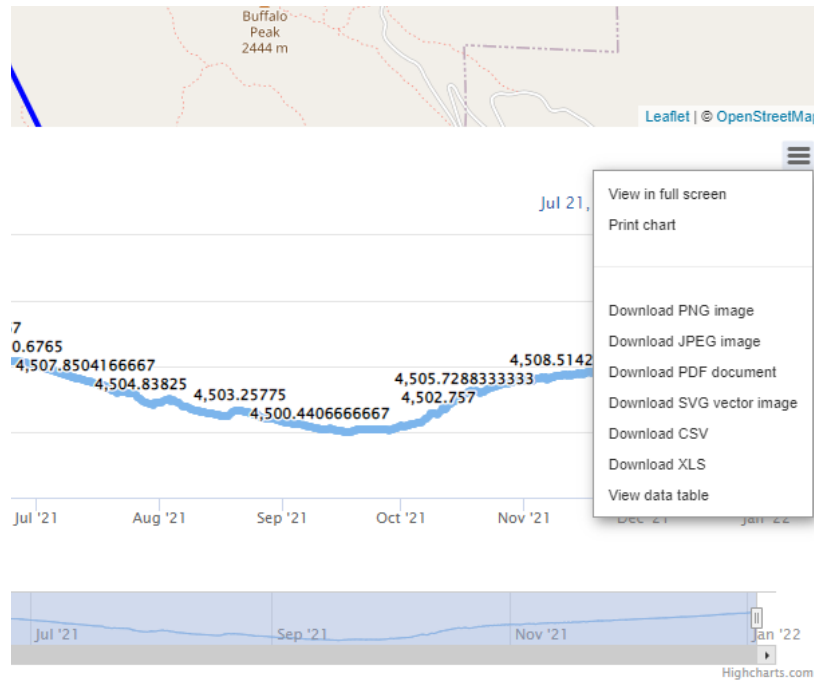 Buffalo
Peak
2444 m
Leaflet | © OpenStreetMap
Jul 21,
View in full screen
Print chart
Download PNG image
Download JPEG image
Download PDF document
Download SVG vector image
Download CSV
Download XLS
View data table
7
0.6765
4,507.8504166667
4,504.83825
4,503.25775
4,500.4406666667
4,502.757
4,505.7288333333
4,508.5142
Jul '21 Aug '21 Sep '21 Oct '21 Nov '21 Dec '21 Jan '22
Jul '21 Sep '21 Nov '21 Jan '22
Highcharts.com